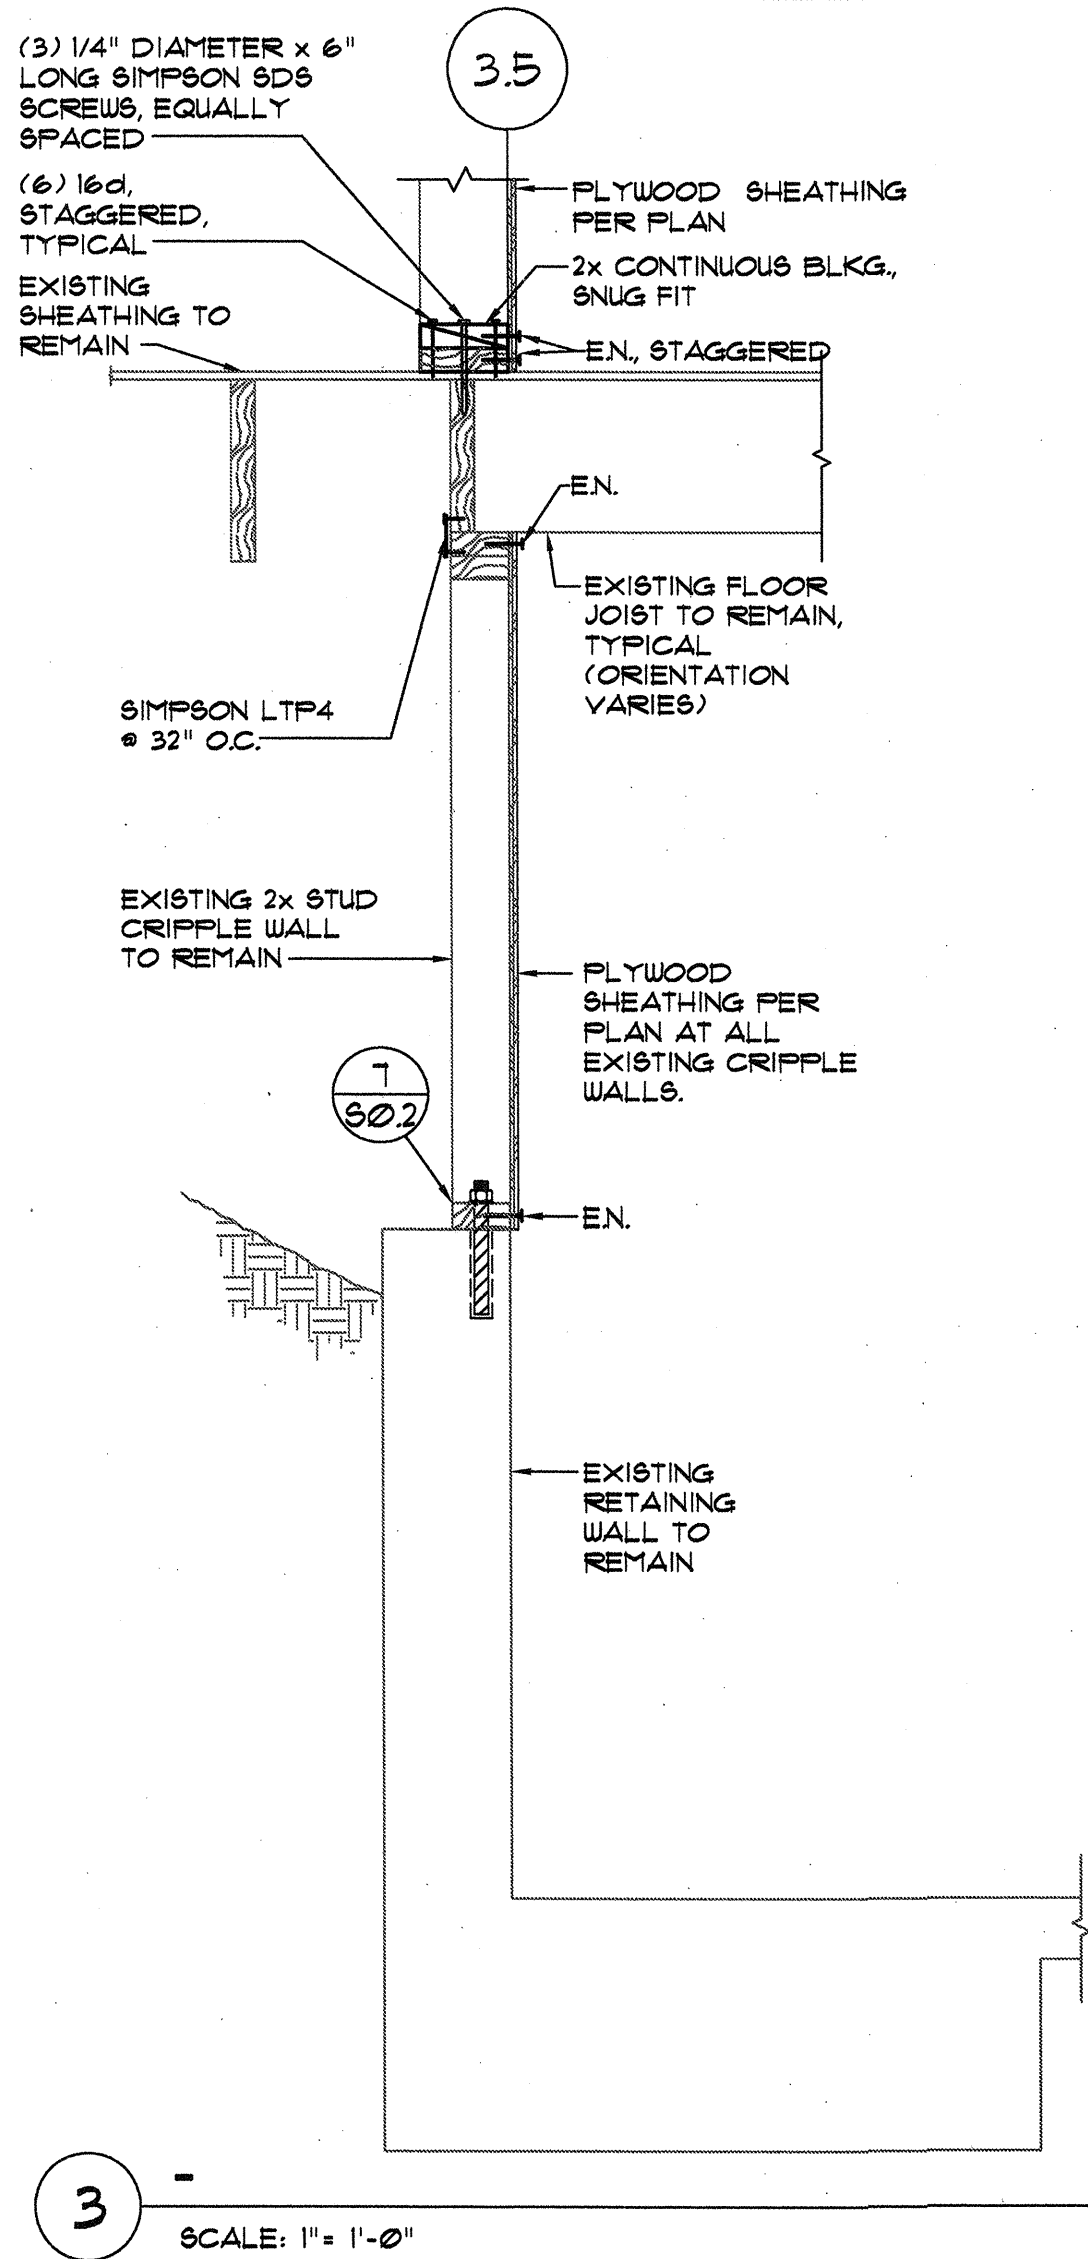 (3) 1/4" DIAMETER x 6"
LONG SIMPSON SDS
SCREWS, EQUALLY
SPACED
3.5
(6) 16d,
STAGGERED,
TYPICAL
PLYWOOD SHEATHING
PER PLAN
2x CONTINUOUS BLKG.,
SNUG FIT
EXISTING
SHEATHING TO
REMAIN
E.N., STAGGERED
E.N.
EXISTING FLOOR
JOIST TO REMAIN,
TYPICAL
(ORIENTATION
VARIES)
SIMPSON LTP4
@ 32" O.C.
EXISTING 2x STUD
CRIPPLE WALL
TO REMAIN
PLYWOOD
SHEATHING PER
PLAN AT ALL
EXISTING CRIPPLE
WALLS.
7
SØ.2
E.N.
EXISTING
RETAINING
WALL TO
REMAIN
3
-
SCALE: 1" = 1'-Ø"